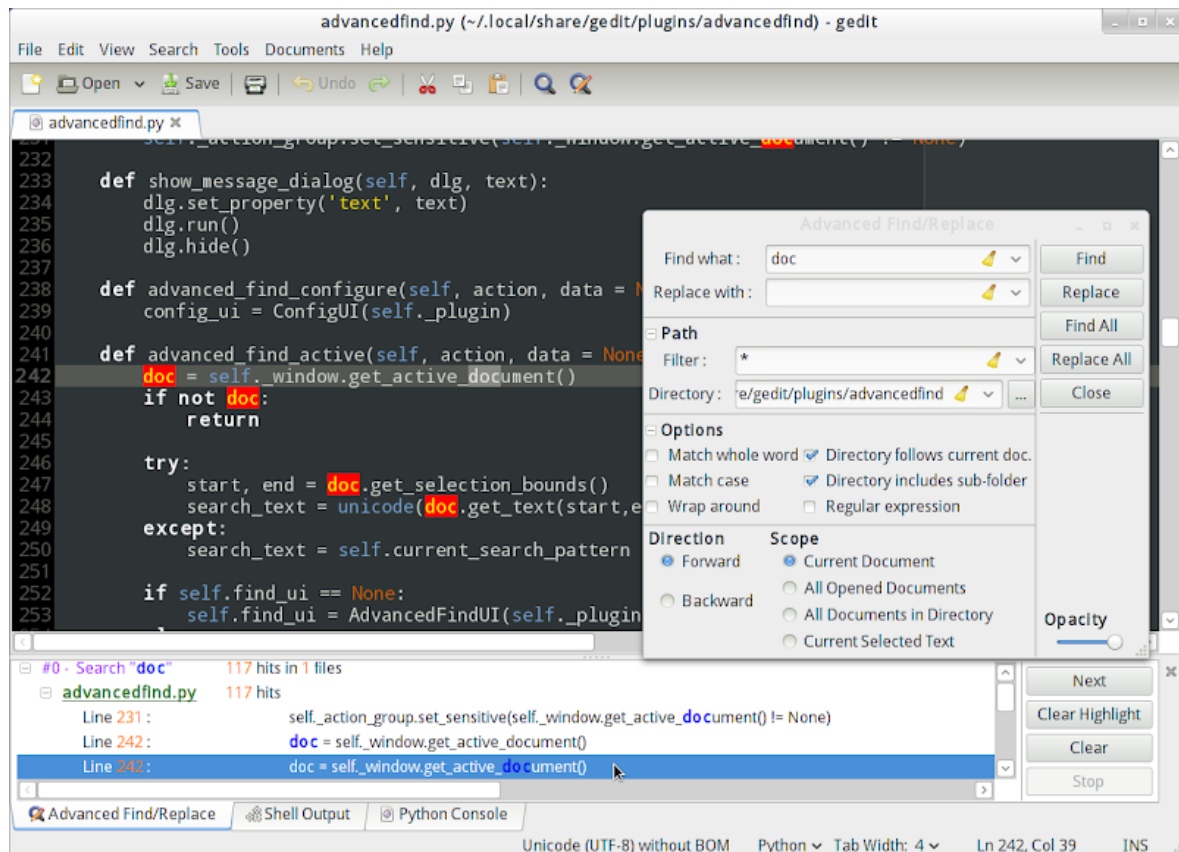 advancedfind.py (~/.local/share/gedit/plugins/advancedfind) - gedit
File Edit View Search Tools Documents Help
Open Save Undo
advancedfind.py
231 self._action_group.set_sensitive(self._window.get_active_document() != None)
232
233 def show_message_dialog(self, dlg, text):
234 dlg.set_property('text', text)
235 dlg.run()
236 dlg.hide()
237
238 def advanced_find_configure(self, action, data =
239 config_ui = ConfigUI(self._plugin)
240
241 def advanced_find_active(self, action, data = None
242 doc = self._window.get_active_document()
243 if not doc:
244 return
245
246 try:
247 start, end = doc.get_selection_bounds()
248 search_text = unicode(doc.get_text(start,e
249 except:
250 search_text = self.current_search_pattern
251
252 if self.find_ui == None:
253 self.find_ui = AdvancedFindUI(self._plugin
Advanced Find/Replace
Find what : doc Find
Replace with : Replace
Find All
Path
Filter : * Replace All
Directory : e/gedit/plugins/advancedfind ... Close
Options
Match whole word Directory follows current doc.
Match case Directory includes sub-folder
Wrap around Regular expression
Direction Scope
Forward Current Document
All Opened Documents
Backward All Documents in Directory
Current Selected Text
Opacity
#0 - Search "doc" 117 hits in 1 files
advancedfind.py 117 hits
Line 231 : self._action_group.set_sensitive(self._window.get_active_document() != None)
Line 242 : doc = self._window.get_active_document()
Line 242 : doc = self._window.get_active_document()
Next
Clear Highlight
Clear
Stop
Advanced Find/Replace Shell Output Python Console
Unicode (UTF-8) without BOM Python Tab Width: 4 Ln 242, Col 39 INS